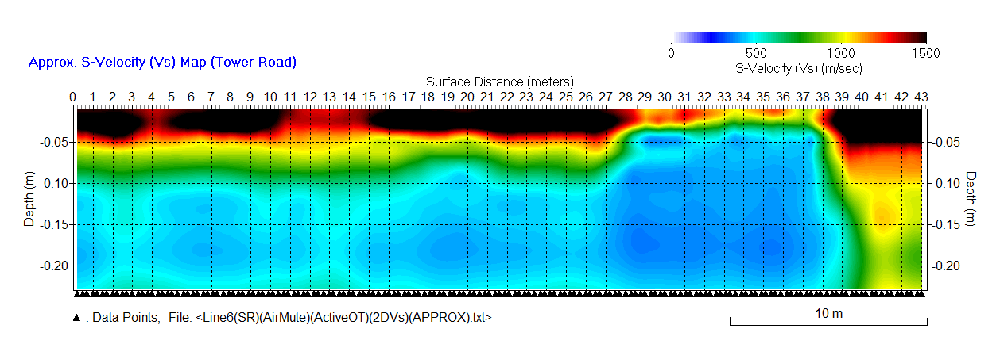 0 500 1000 1500
S-Velocity (Vs) (m/sec)
Approx. S-Velocity (Vs) Map (Tower Road)
Surface Distance (meters)
0 1 2 3 4 5 6 7 8 9 10 11 12 13 14 15 16 17 18 19 20 21 22 23 24 25 26 27 28 29 30 31 32 33 34 35 36 37 38 39 40 41 42 43
Depth (m)
-0.05
-0.10
-0.15
-0.20
-0.05
-0.10
-0.15
-0.20
Depth (m)
▲ : Data Points, File: <Line6(SR)(AirMute)(ActiveOT)(2DVs)(APPROX).txt>
10 m